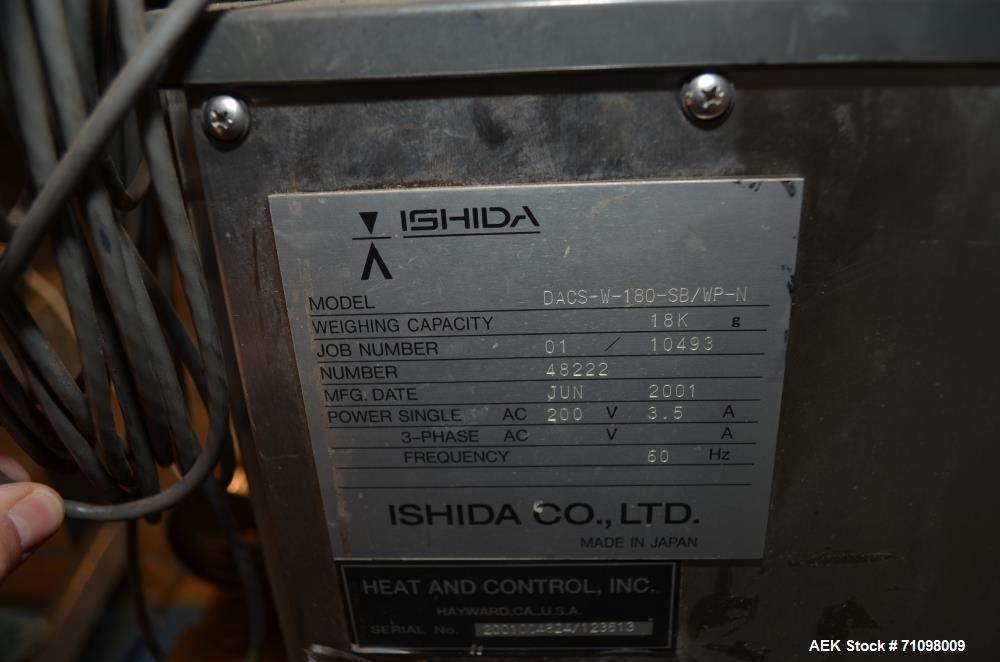 ISHIDA
MODEL DACS-W-180-SB/WP-N
WEIGHING CAPACITY 18K g
JOB NUMBER 01 / 10493
NUMBER 48222
MFG. DATE JUN 2001
POWER SINGLE AC 200 V 3.5 A
3-PHASE AC V A
FREQUENCY 60 Hz
ISHIDA CO., LTD.
MADE IN JAPAN
HEAT AND CONTROL, INC.
HAYWARD, CA., U.S.A.
SERIAL No.
AEK Stock # 71098009